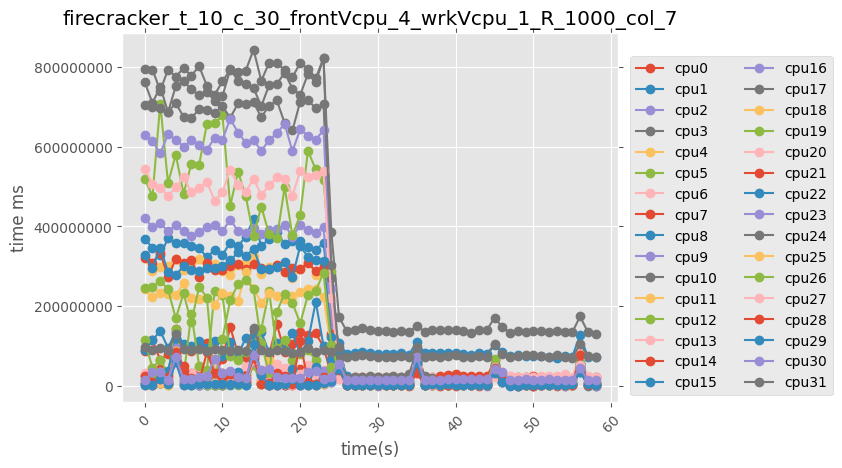 firecracker_t_10_c_30_frontVcpu_4_wrkVcpu_1_R_1000_col_7
800000000
600000000
400000000
200000000
0
time ms
0
10
20
30
40
50
60
time(s)
cpu0
cpu1
cpu2
cpu3
cpu4
cpu5
cpu6
cpu7
cpu8
cpu9
cpu10
cpu11
cpu12
cpu13
cpu14
cpu15
cpu16
cpu17
cpu18
cpu19
cpu20
cpu21
cpu22
cpu23
cpu24
cpu25
cpu26
cpu27
cpu28
cpu29
cpu30
cpu31